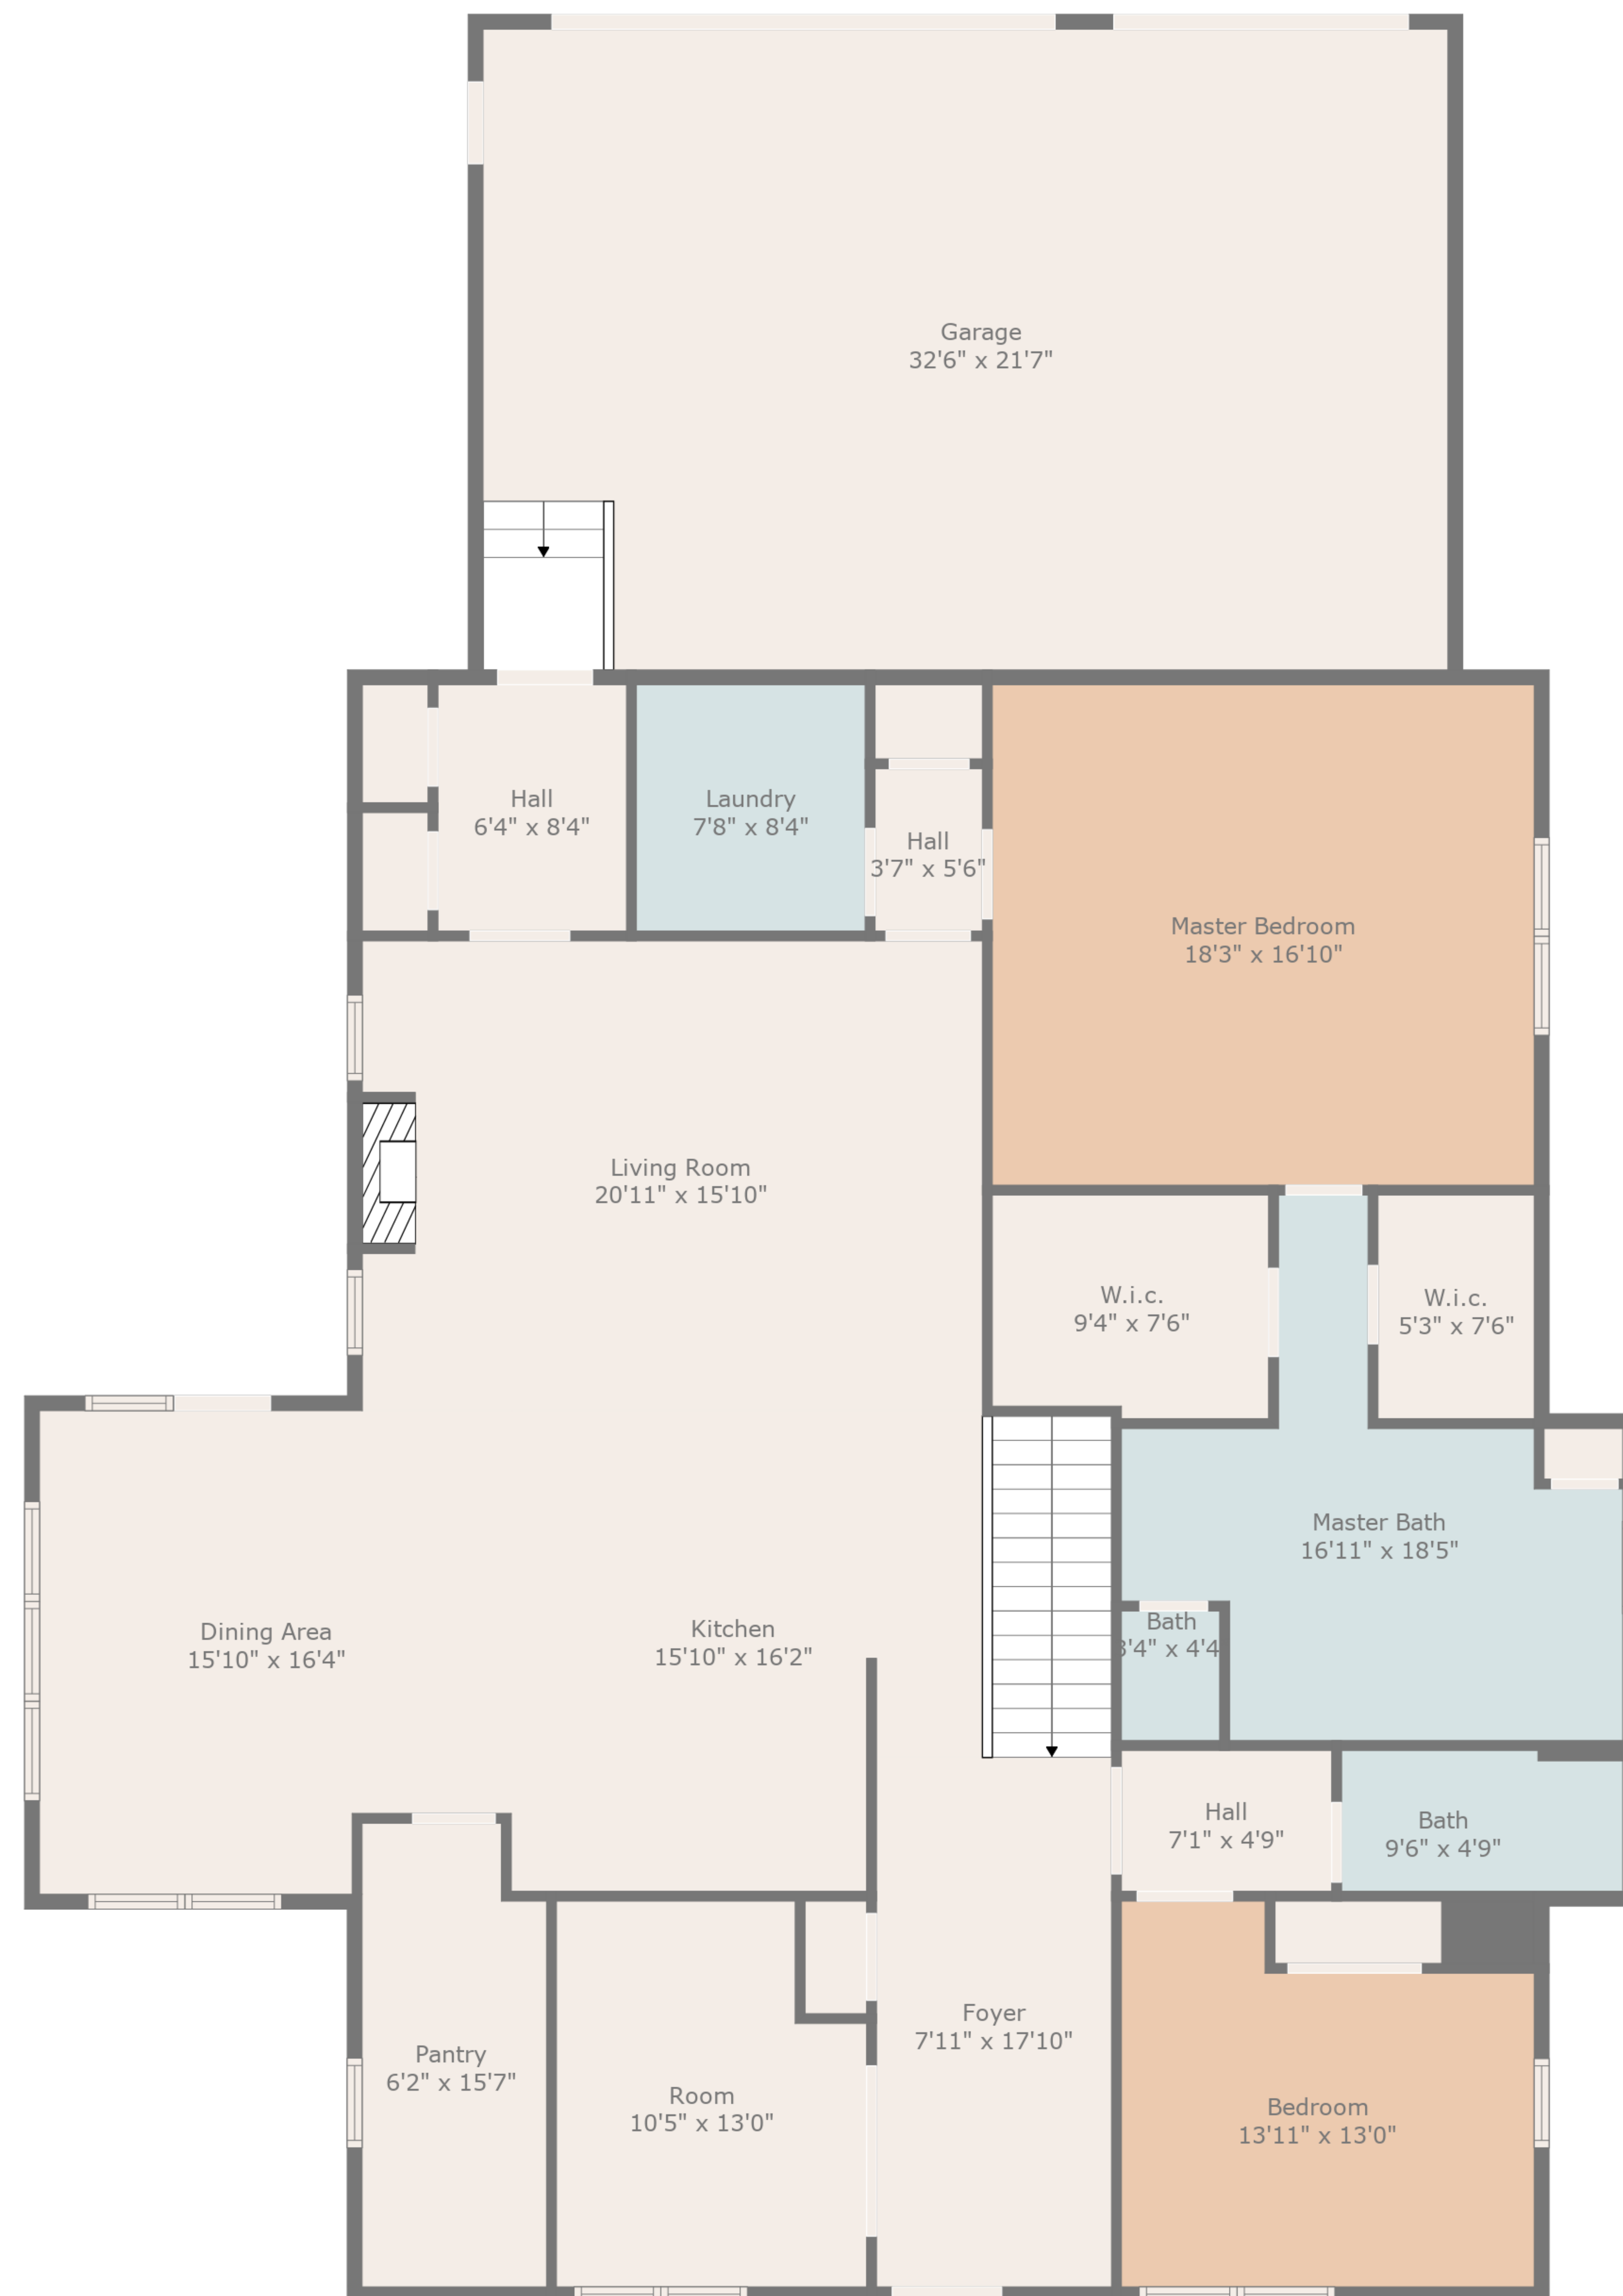 Garage
32'6" x 21'7"
Hall
6'4" x 8'4"
Laundry
7'8" x 8'4"
Hall
3'7" x 5'6"
Master Bedroom
18'3" x 16'10"
Living Room
20'11" x 15'10"
W.i.c.
9'4" x 7'6"
W.i.c.
5'3" x 7'6"
Master Bath
16'11" x 18'5"
Dining Area
15'10" x 16'4"
Kitchen
15'10" x 16'2"
Bath
3'4" x 4'4
Hall
7'1" x 4'9"
Bath
9'6" x 4'9"
Foyer
7'11" x 17'10"
Pantry
6'2" x 15'7"
Room
10'5" x 13'0"
Bedroom
13'11" x 13'0"